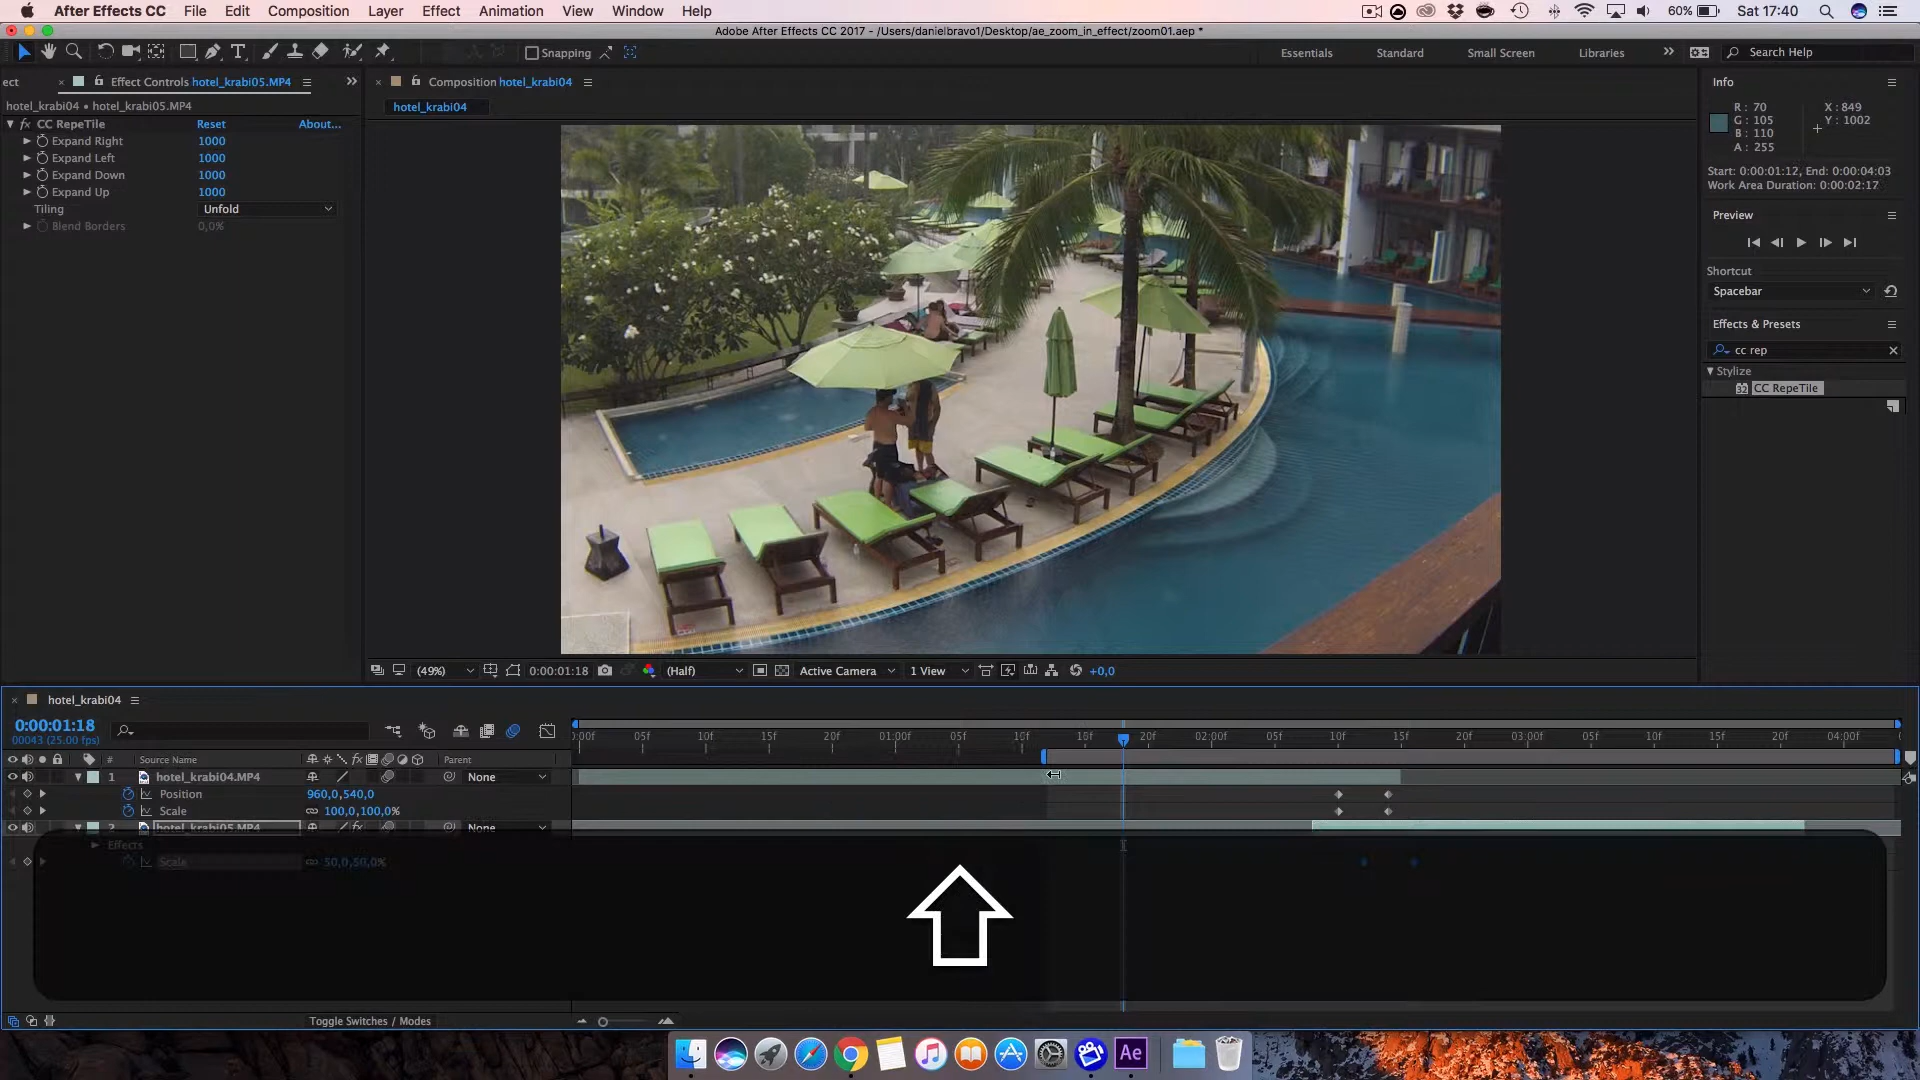 After Effects CC File Edit Composition Layer Effect Animation View Window Help 60% Sat 17:40
Adobe After Effects CC 2017 - /Users/danielbravo1/Desktop/ae_zoom_in_effect/zoom01.aep *
Snapping Essentials Standard Small Screen Libraries Search Help
ect Effect Controls hotel_krabi05.MP4
hotel_krabi04 • hotel_krabi05.MP4
fx CC RepeTile Reset About...
Expand Right 1000
Expand Left 1000
Expand Down 1000
Expand Up 1000
Tiling Unfold
Blend Borders 0,0%
Composition hotel_krabi04
hotel_krabi04
(49%) 0:00:01:18 (Half) Active Camera 1 View +0,0
Info
R: 70 X: 849
G: 105 Y: 1002
B: 110
A: 255
Start: 0:00:01:12, End: 0:00:04:03
Work Area Duration: 0:00:02:17
Preview
Shortcut
Spacebar
Effects & Presets
cc rep
Stylize
32 CC RepeTile
hotel_krabi04
0:00:01:18
00043 (25.00 fps)
:00f 05f 10f 15f 20f 01:00f 05f 10f 15f 20f 02:00f 05f 10f 15f 20f 03:00f 05f 10f 15f 20f 04:00f
# Source Name fx Parent
1 hotel_krabi04.MP4 None
Position 960,0,540,0
Scale 100,0,100,0%
2 hotel_krabi05.MP4 fx None
Effects
Scale 50,0,50,0%
Toggle Switches / Modes
Ae